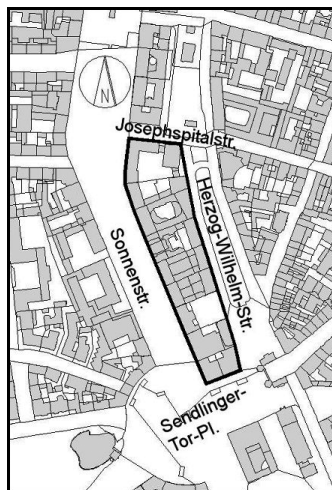 N
Josephspitalstr.
Herzog-Wilhelm-Str.
Sonnenstr.
Sendlinger-
Tor-Pl.